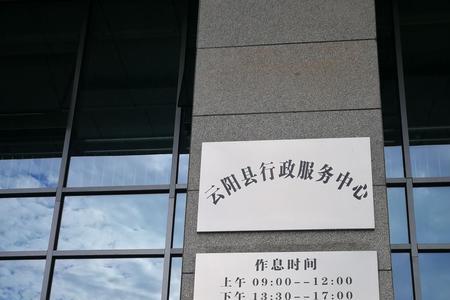 云阳县行政服务中心
作息时间
上午 09:00--12:00
下午 13:30--17:00